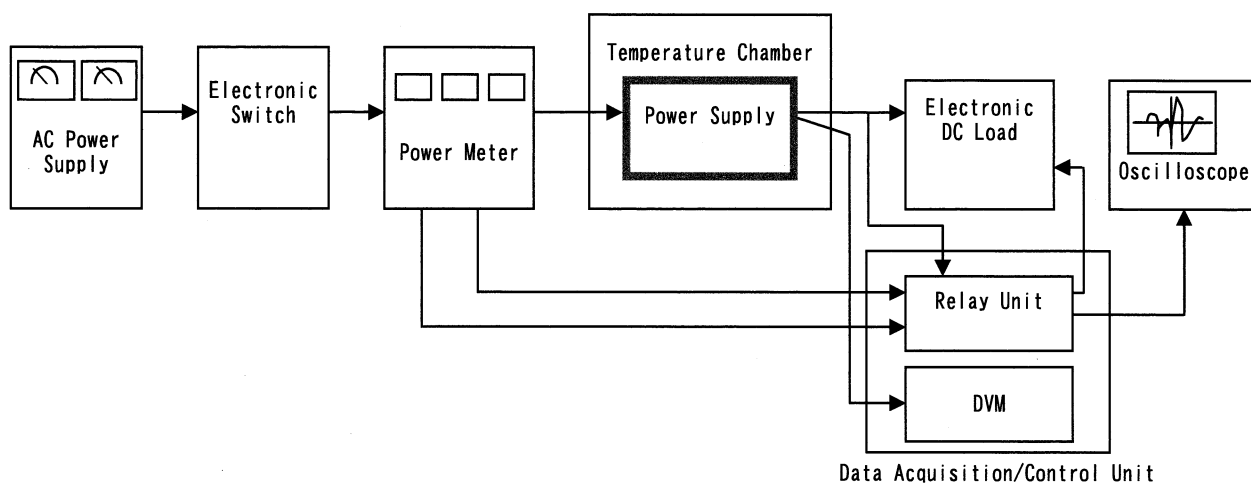 AC Power
Supply
Electronic
Switch
Power Meter
Temperature Chamber
Power Supply
Electronic
DC Load
Oscilloscope
Relay Unit
DVM
Data Acquisition/Control Unit